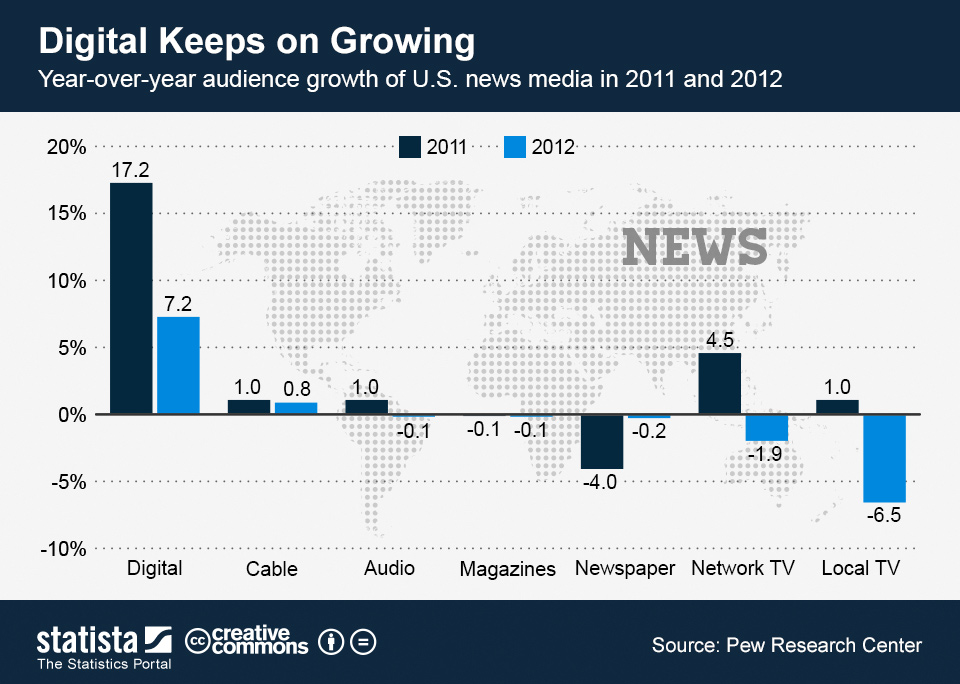 Digital Keeps on Growing
Year-over-year audience growth of U.S. news media in 2011 and 2012
2011 2012
20%
15%
10%
5%
0%
-5%
-10%
NEWS
17.2
7.2
1.0
0.8
1.0
-0.1
-0.1
-0.1
-4.0
-0.2
4.5
-1.9
1.0
-6.5
Digital Cable Audio Magazines Newspaper Network TV Local TV
statista
The Statistics Portal
cc creative
commons
=
Source: Pew Research Center